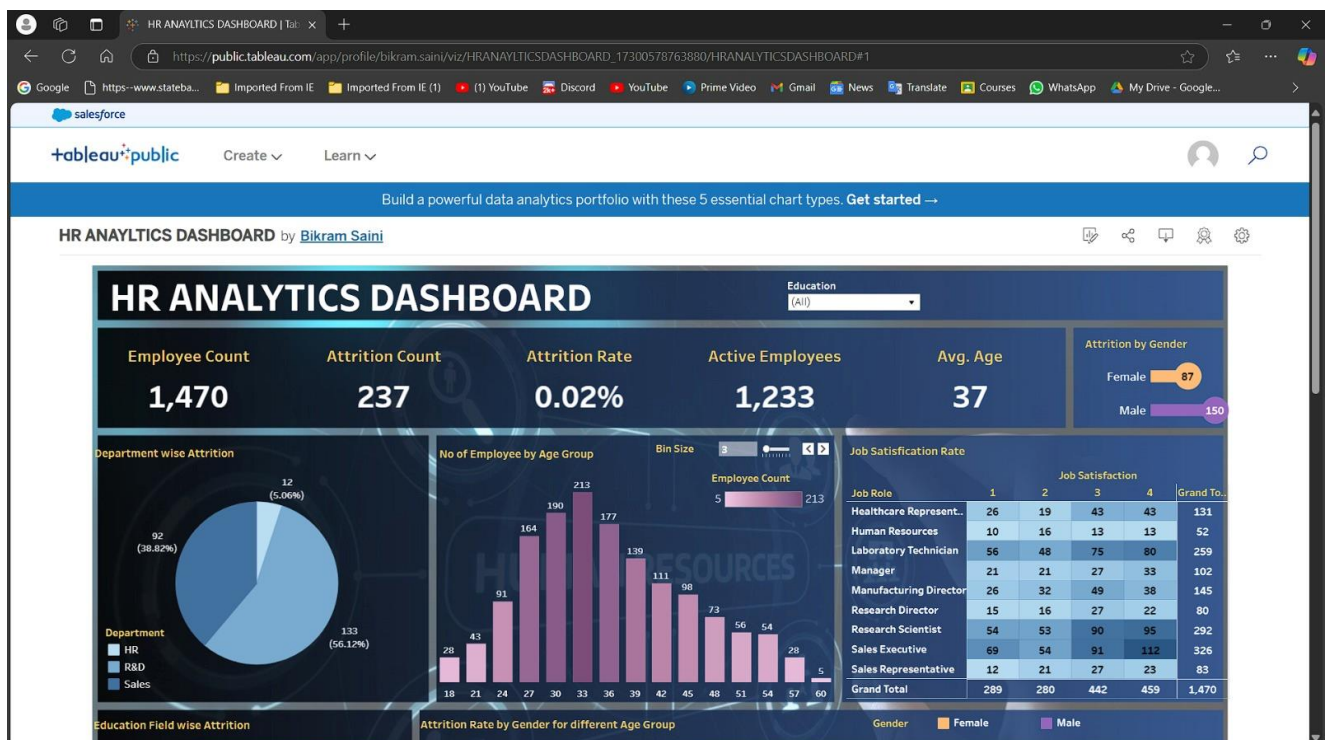 HR ANAYLTICS DASHBOARD | Tab
https://public.tableau.com/app/profile/bikram.saini/viz/HRANAYLTICSDASHBOARD_17300578763880/HRANALYTICSDASHBOARD#1
Google https--www.stateba... Imported From IE Imported From IE (1) (1) YouTube Discord YouTube Prime Video Gmail News Translate Courses WhatsApp My Drive - Google...
salesforce
+ableau public Create Learn
Build a powerful data analytics portfolio with these 5 essential chart types. Get started →
HR ANAYLTICS DASHBOARD by Bikram Saini
HR ANALYTICS DASHBOARD
Education
(All)
Employee Count Attrition Count Attrition Rate Active Employees Avg. Age
1,470 237 0.02% 1,233 37
Attrition by Gender
Female 87
Male 150
Department wise Attrition
12
(5.06%)
92
(38.82%)
133
(56.12%)
Department
HR
R&D
Sales
No of Employee by Age Group
Bin Size 3
Employee Count
5 213
28 43 91 164 190 213 177 139 111 98 73 56 54 28 5
18 21 24 27 30 33 36 39 42 45 48 51 54 57 60
HUMAN RESOURCES
Job Satisfication Rate
Job Satisfaction
Job Role 1 2 3 4 Grand To..
Healthcare Represent.. 26 19 43 43 131
Human Resources 10 16 13 13 52
Laboratory Technician 56 48 75 80 259
Manager 21 21 27 33 102
Manufacturing Director 26 32 49 38 145
Research Director 15 16 27 22 80
Research Scientist 54 53 90 95 292
Sales Executive 69 54 91 112 326
Sales Representative 12 21 27 23 83
Grand Total 289 280 442 459 1,470
Education Field wise Attrition
Attrition Rate by Gender for different Age Group
Gender Female Male